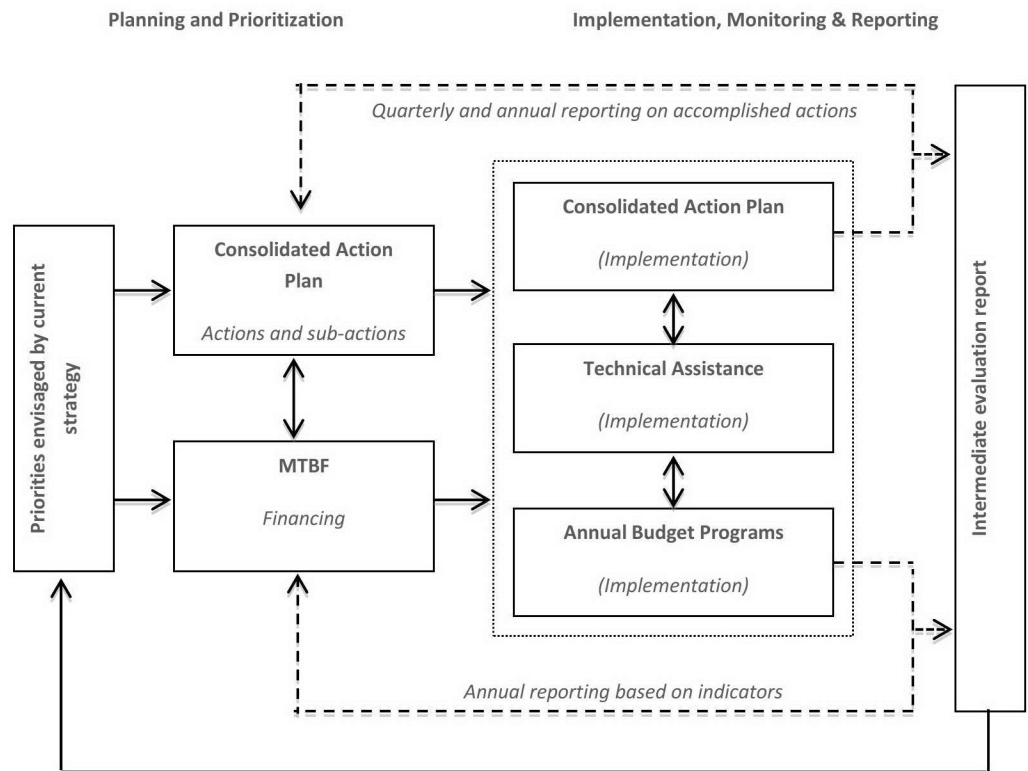 Planning and Prioritization
Implementation, Monitoring & Reporting
Quarterly and annual reporting on accomplished actions
Priorities envisaged by current
strategy
Consolidated Action
Plan
Actions and sub-actions
MTBF
Financing
Consolidated Action Plan
(Implementation)
Technical Assistance
(Implementation)
Annual Budget Programs
(Implementation)
Annual reporting based on indicators
Intermediate evaluation report